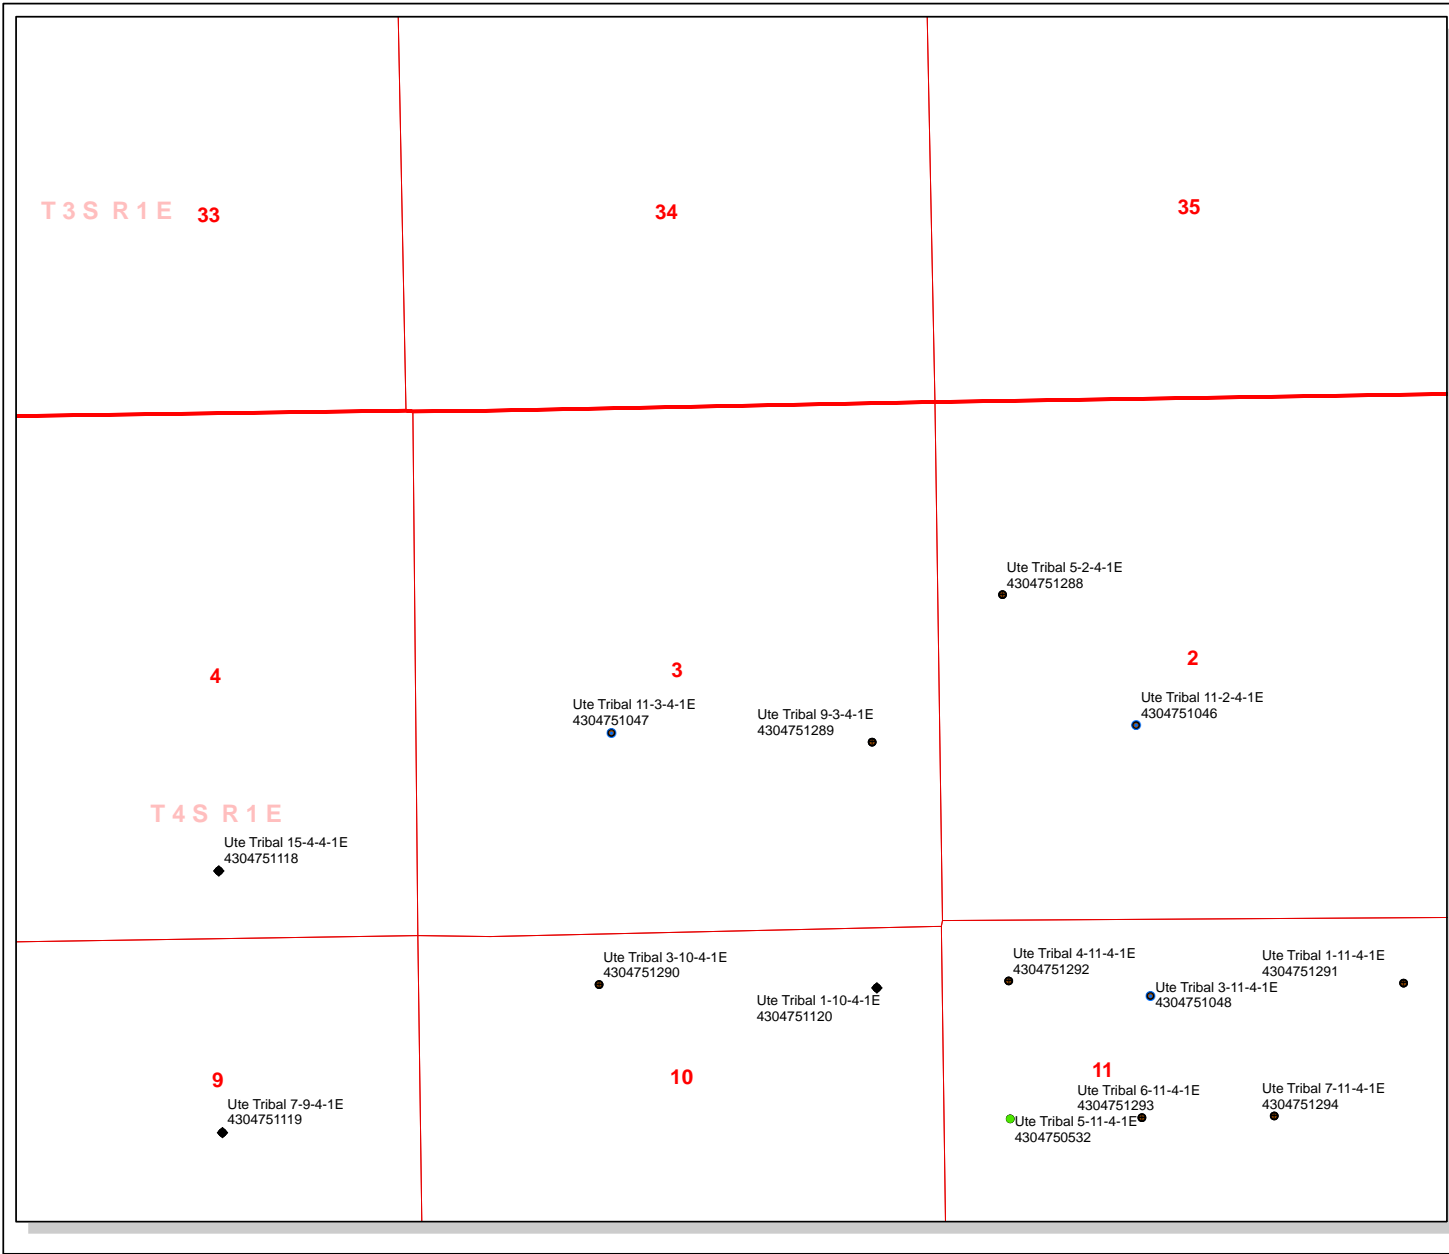 T 3 S R 1 E
33
34
35
Ute Tribal 5-2-4-1E
4304751288
4
3
2
Ute Tribal 11-3-4-1E
4304751047
Ute Tribal 9-3-4-1E
4304751289
Ute Tribal 11-2-4-1E
4304751046
T 4 S R 1 E
Ute Tribal 15-4-4-1E
4304751118
Ute Tribal 3-10-4-1E
4304751290
Ute Tribal 1-10-4-1E
4304751120
Ute Tribal 4-11-4-1E
4304751292
Ute Tribal 3-11-4-1E
4304751048
Ute Tribal 1-11-4-1E
4304751291
9
10
11
Ute Tribal 7-9-4-1E
4304751119
Ute Tribal 6-11-4-1E
4304751293
Ute Tribal 5-11-4-1E
4304750532
Ute Tribal 7-11-4-1E
4304751294